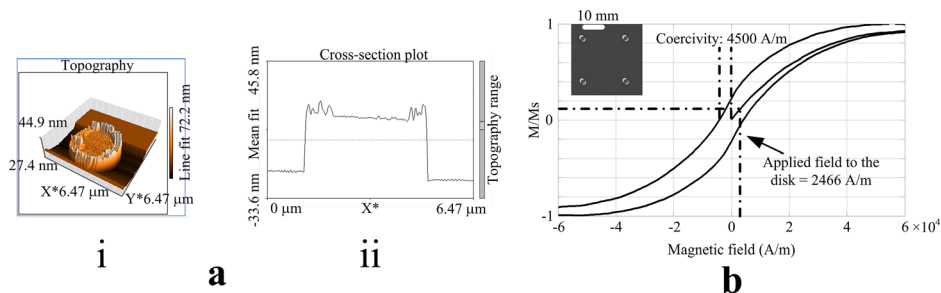 Topography
44.9 nm
27.4 nm
X*6.47 µm
Y*6.47 µm
Line fit 72.2 nm
i
a
Cross-section plot
-33.6 nm Mean fit 45.8 nm
Topography range
0 µm X* 6.47 µm
ii
10 mm
Coercivity: 4500 A/m
M/Ms
1
0
-1
Applied field to the
disk = 2466 A/m
-6 -4 -2 0 2 4 6 ×10⁴
Magnetic field (A/m)
b